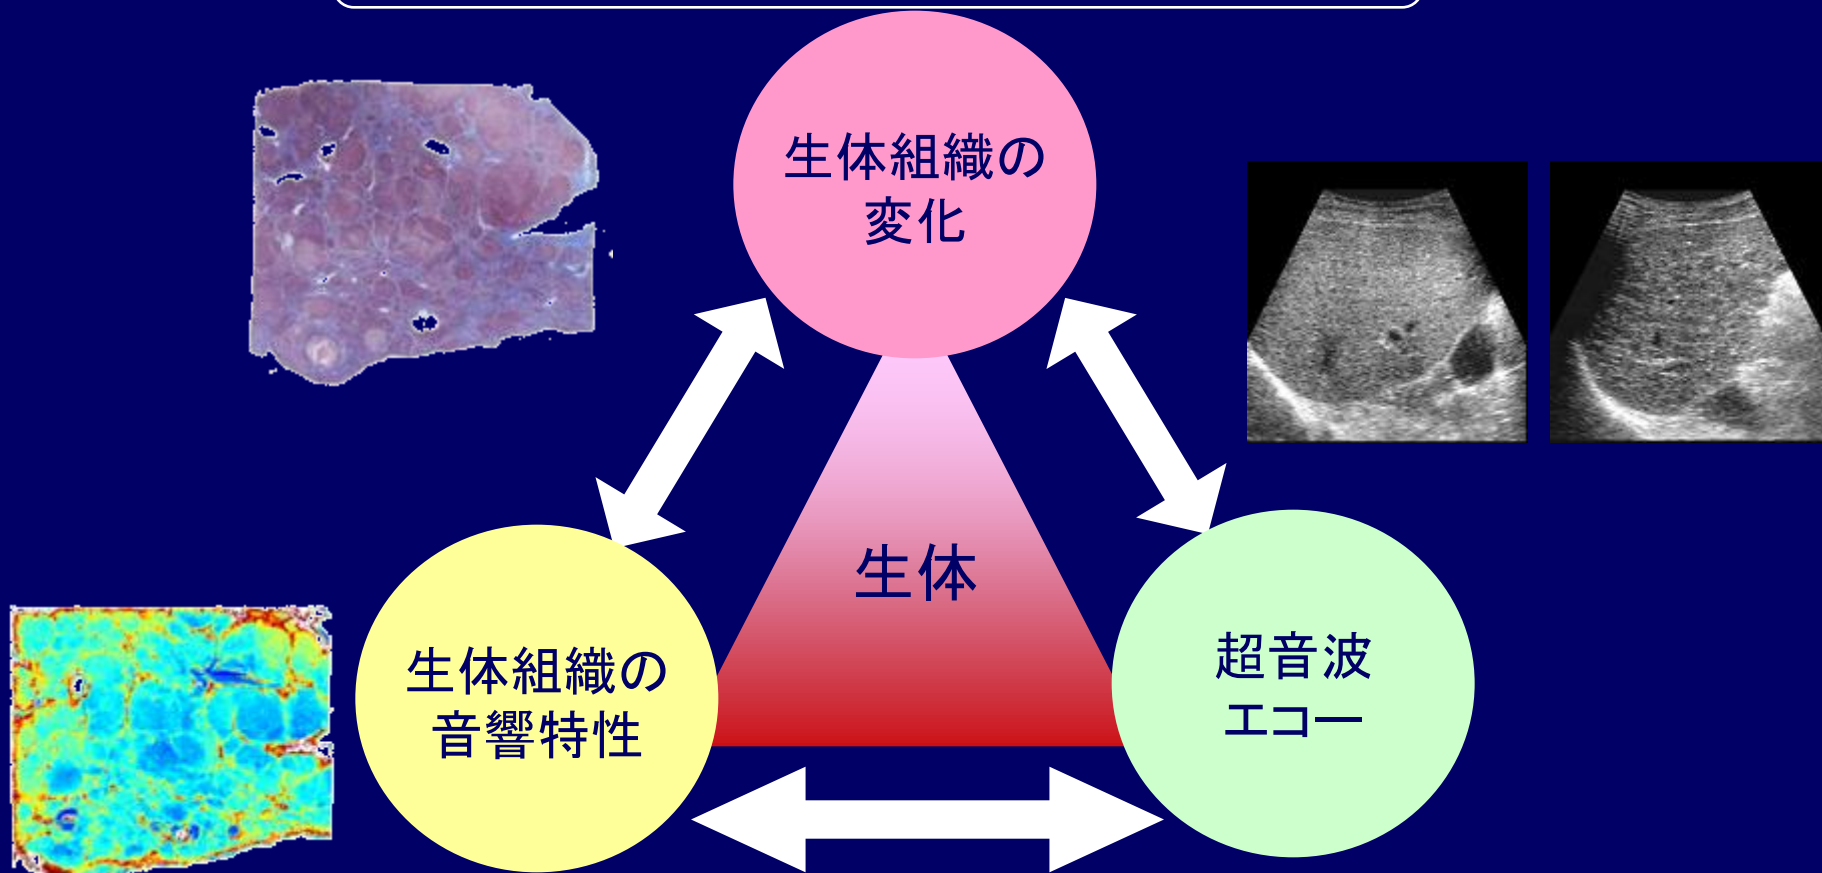 生体組織の
変化
生体
生体組織の
音響特性
超音波
エコー